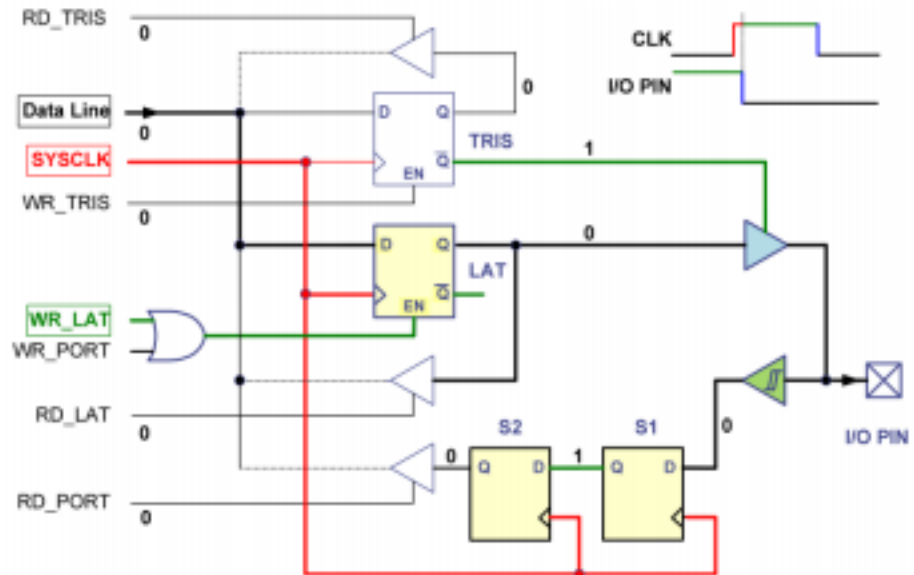 RD_TRIS
0
CLK
I/O PIN
0
Data Line
0
D Q
TRIS
SYSCLK
Q
1
EN
WR_TRIS
0
D Q
0
LAT
Q
EN
WR_LAT
WR_PORT
RD_LAT
0
S2
S1
0
I/O PIN
0
Q D
1
Q D
RD_PORT
0